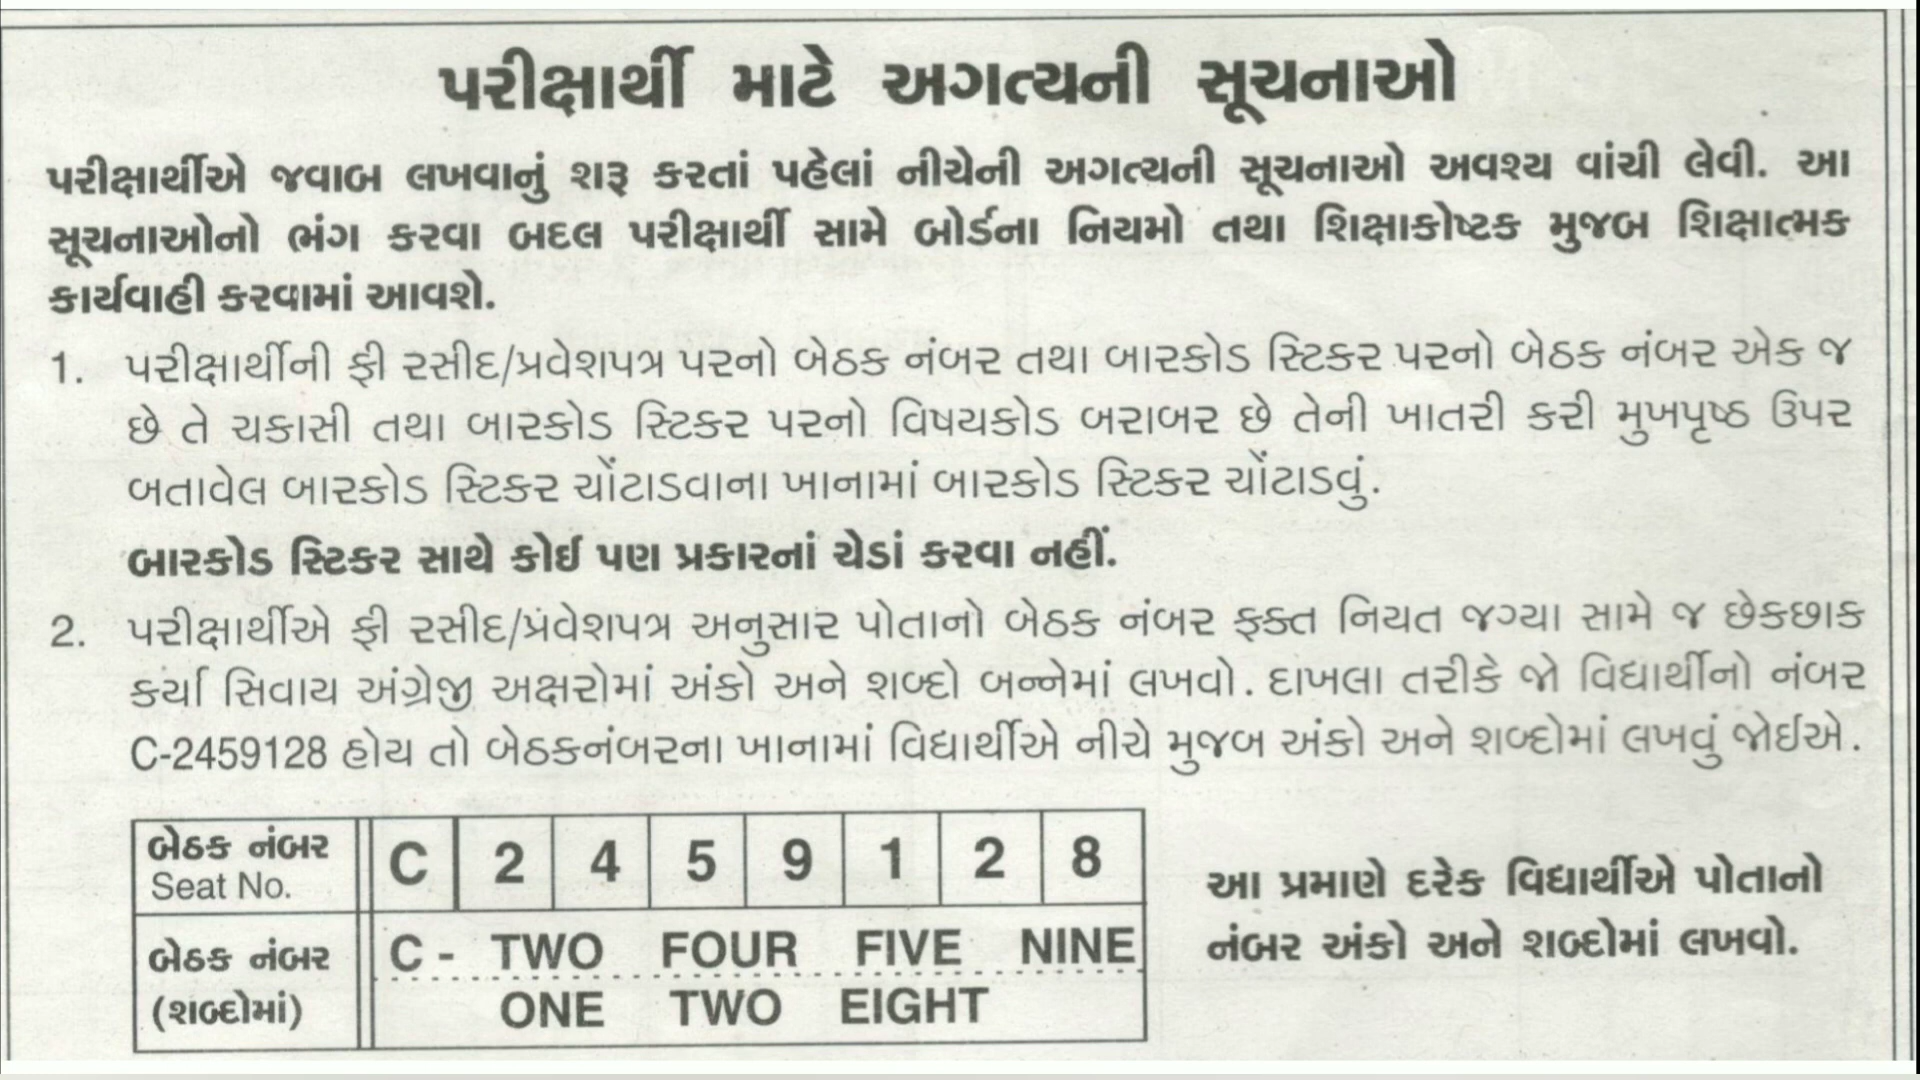 પરીક્ષાર્થી માટે અગત્યની સૂચનાઓ
પરીક્ષાર્થીએ જવાબ લખવાનું શરૂ કરતાં પહેલાં નીચેની અગત્યની સૂચનાઓ અવશ્ય વાંચી લેવી. આ
સૂચનાઓનો ભંગ કરવા બદલ પરીક્ષાર્થી સામે બોર્ડના નિયમો તથા શિક્ષાકોષ્ટક મુજબ શિક્ષાત્મક
કાર્યવાહી કરવામાં આવશે.
1. પરીક્ષાર્થીની ફી રસીદ/પ્રવેશપત્ર પરનો બેઠક નંબર તથા બારકોડ સ્ટિકર પરનો બેઠક નંબર એક જ
છે તે ચકાસી તથા બારકોડ સ્ટિકર પરનો વિષયકોડ બરાબર છે તેની ખાતરી કરી મુખપૃષ્ઠ ઉપર
બતાવેલ બારકોડ સ્ટિકર ચોંટાડવાના ખાનામાં બારકોડ સ્ટિકર ચોંટાડવું.
બારકોડ સ્ટિકર સાથે કોઈ પણ પ્રકારનાં ચેડાં કરવા નહીં.
2. પરીક્ષાર્થીએ ફી રસીદ/પ્રવેશપત્ર અનુસાર પોતાનો બેઠક નંબર ફક્ત નિયત જગ્યા સામે જ છેકછાક
કર્યા સિવાય અંગ્રેજી અક્ષરોમાં અંકો અને શબ્દો બન્નેમાં લખવો. દાખલા તરીકે જો વિદ્યાર્થીનો નંબર
C-2459128 હોય તો બેઠકનંબરના ખાનામાં વિદ્યાર્થીએ નીચે મુજબ અંકો અને શબ્દોમાં લખવું જોઈએ.
બેઠક નંબર
Seat No.
C 2 4 5 9 1 2 8
બેઠક નંબર
(શબ્દોમાં)
C - TWO FOUR FIVE NINE
ONE TWO EIGHT
આ પ્રમાણે દરેક વિદ્યાર્થીએ પોતાનો
નંબર અંકો અને શબ્દોમાં લખવો.